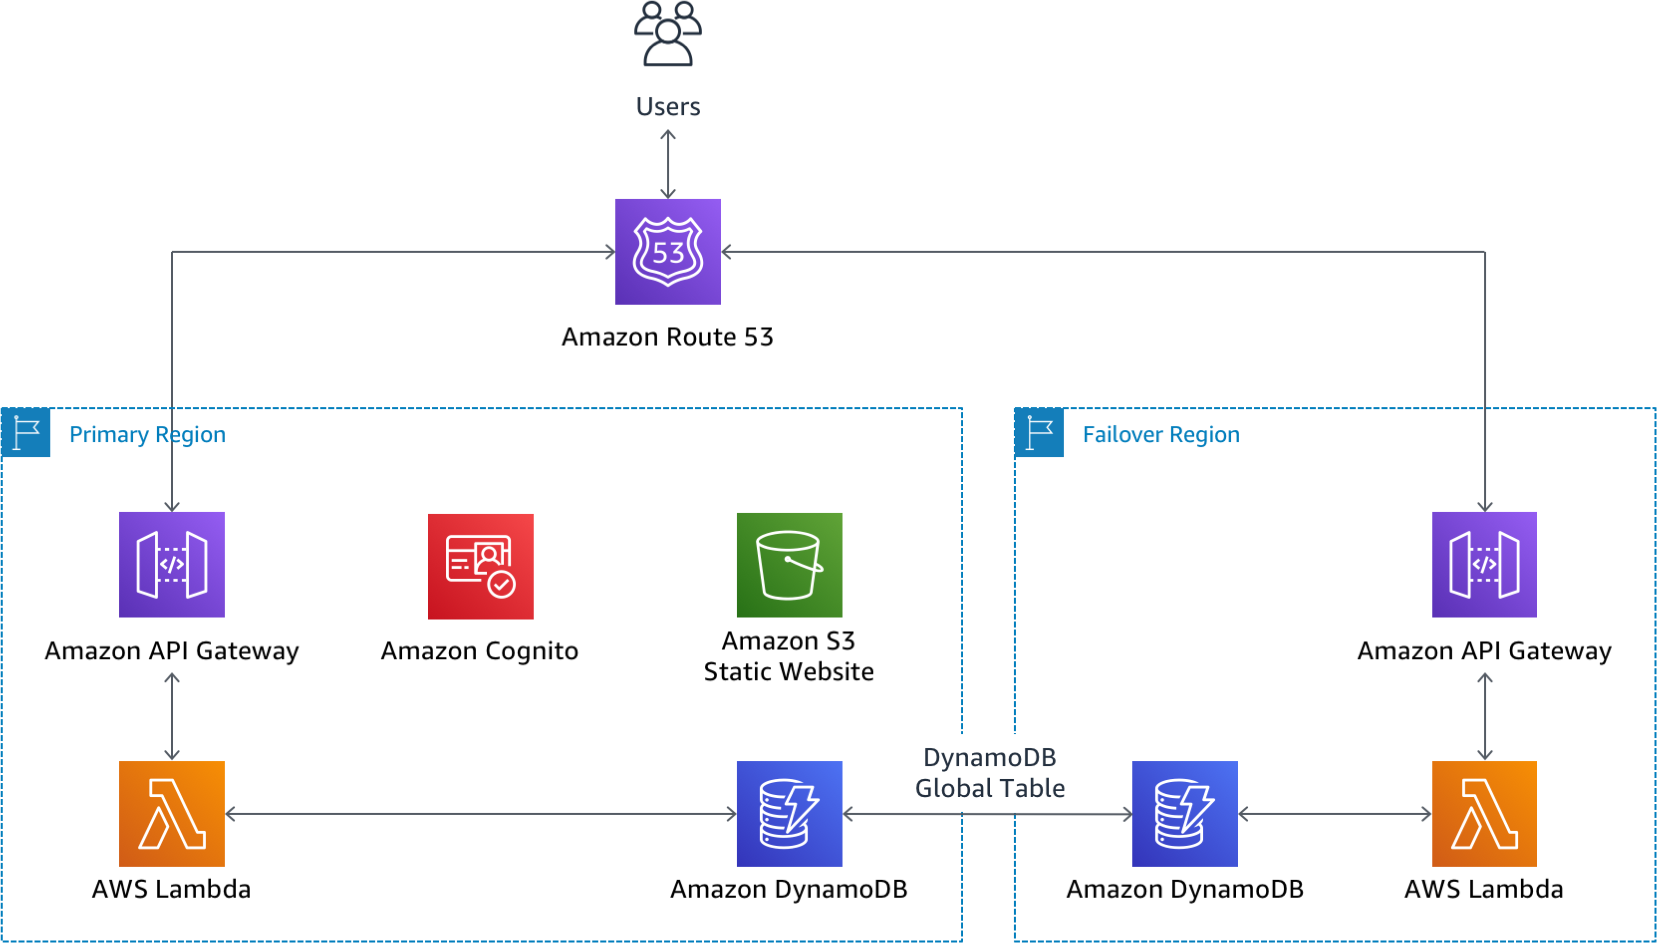 Users
53
Amazon Route 53
Primary Region
Failover Region
</>
Amazon API Gateway
Amazon Cognito
Amazon S3
Static Website
</>
Amazon API Gateway
DynamoDB
Global Table
AWS Lambda
Amazon DynamoDB
Amazon DynamoDB
AWS Lambda